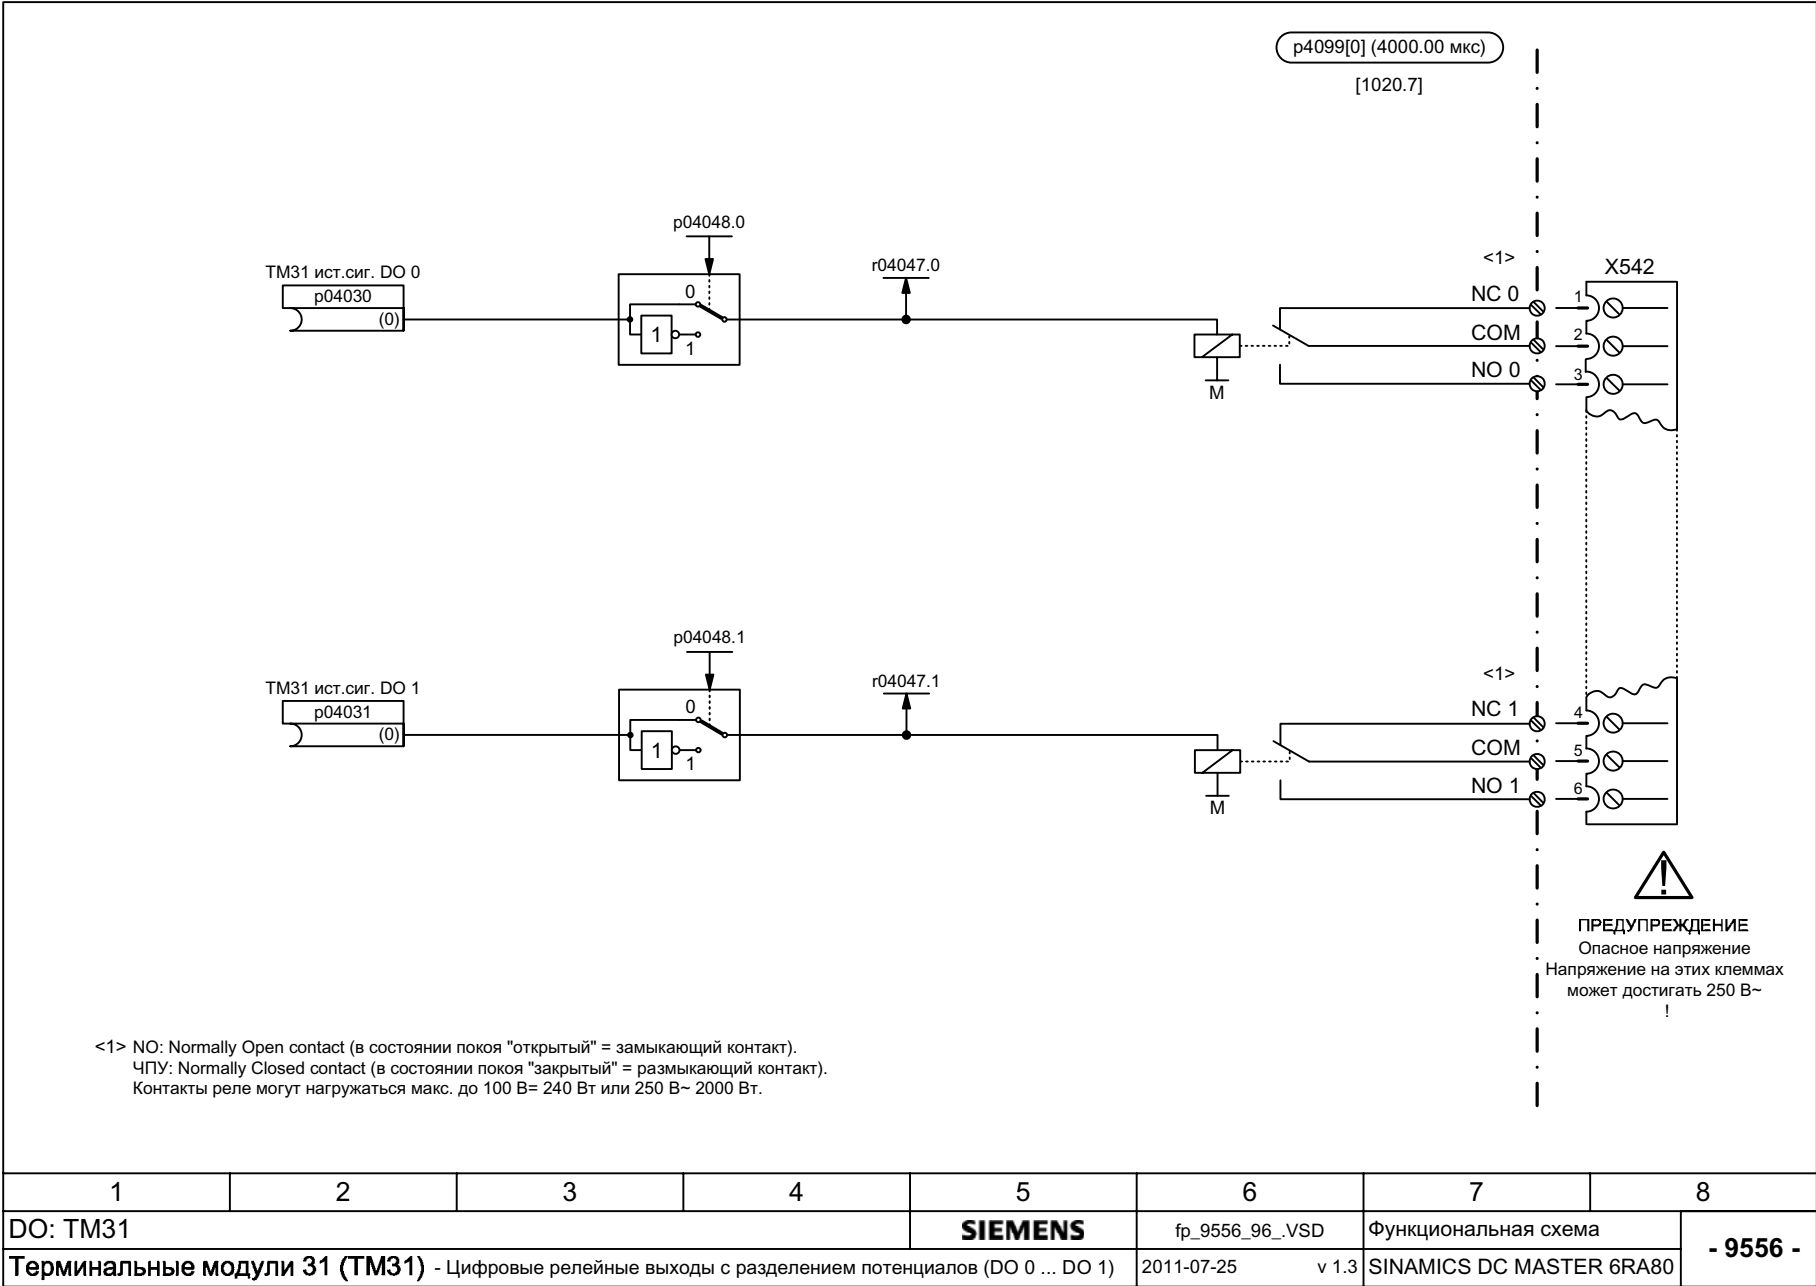 p4099[0] (4000.00 мкс)
[1020.7]
p04048.0
TM31 ист.сиг. DO 0
p04030
(0)
0
1
1
r04047.0
M
<1>
NC 0
COM
NO 0
X542
1
2
3
p04048.1
TM31 ист.сиг. DO 1
p04031
(0)
0
1
1
r04047.1
M
<1>
NC 1
COM
NO 1
4
5
6
ПРЕДУПРЕЖДЕНИЕ
Опасное напряжение
Напряжение на этих клеммах
может достигать 250 В~
!
<1> NO: Normally Open contact (в состоянии покоя "открытый" = замыкающий контакт).
ЧПУ: Normally Closed contact (в состоянии покоя "закрытый" = размыкающий контакт).
Контакты реле могут нагружаться макс. до 100 В= 240 Вт или 250 В~ 2000 Вт.
1 2 3 4 5 6 7 8
DO: TM31
SIEMENS
fp_9556_96_.VSD
Функциональная схема
- 9556 -
Терминальные модули 31 (TM31) - Цифровые релейные выходы с разделением потенциалов (DO 0 ... DO 1)
2011-07-25
v 1.3
SINAMICS DC MASTER 6RA80